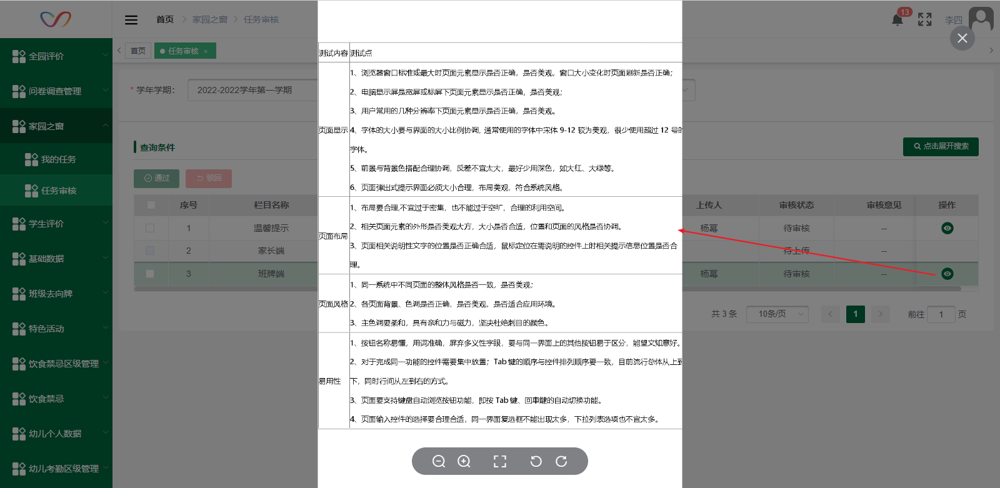 首页
家园之窗
任务审核
13
李四
首页
任务审核 ×
全园评价
问卷调查管理
家园之窗
我的任务
任务审核
学生评价
基础数据
班级去向牌
特色活动
饮食禁忌区级管理
饮食禁忌
幼儿个人数据
幼儿考勤区级管理
* 学年学期：
2022-2022学年第一学期
查询条件
点击展开搜索
通过
驳回
序号 栏目名称 上传人 审核状态 审核意见 操作
1 温馨提示 杨幂 待审核 --
2 家长端 待上传 --
3 班牌端 杨幂 待审核 --
共 3 条
10条/页
1
前往 1 页
测试内容 测试点
页面显示
1、浏览器窗口标准或最大时页面元素显示是否正确，是否美观，窗口大小变化时页面刷新是否正确；
2、电脑显示屏是宽屏或标屏下页面元素显示是否正确，是否美观；
3、用户常用的几种分辨率下页面元素显示是否正确，是否美观。
4、字体的大小要与界面的大小比例协调, 通常使用的字体中宋体 9-12 较为美观，很少使用超过 12 号的
字体。
5、前景与背景色搭配合理协调，反差不宜太大，最好少用深色，如大红、大绿等。
6、页面弹出式提示界面必须大小合理，布局美观，符合系统风格。
页面布局
1、布局要合理,不宜过于密集，也不能过于空旷，合理的利用空间。
2、相关页面元素的外形是否美观大方，大小是否合适，位置和页面的风格是否协调。
3、页面相关说明性文字的位置是否正确合适，鼠标定位在需说明的控件上时相关提示信息位置是否合
理。
页面风格
1、同一系统中不同页面的整体风格是否一致，是否美观；
2、各页面背景、色调是否正确，是否美观，是否适合应用环境。
3、主色调要柔和，具有亲和力与磁力，坚决杜绝刺目的颜色。
易用性
1、按钮名称易懂，用词准确，屏弃多义性字眼，要与同一界面上的其他按钮易于区分，能望文知意好。
2、对于完成同一功能的控件需要集中放置；Tab 键的顺序与控件排列顺序要一致，目前流行总体从上到
下，同时行间从左到右的方式。
3、页面要支持键盘自动浏览按钮功能，即按 Tab 键、回車鍵的自动切换功能。
4、页面输入控件的选择要合理合适，同一界面复选框不能出现太多，下拉列表选项也不宜太多。